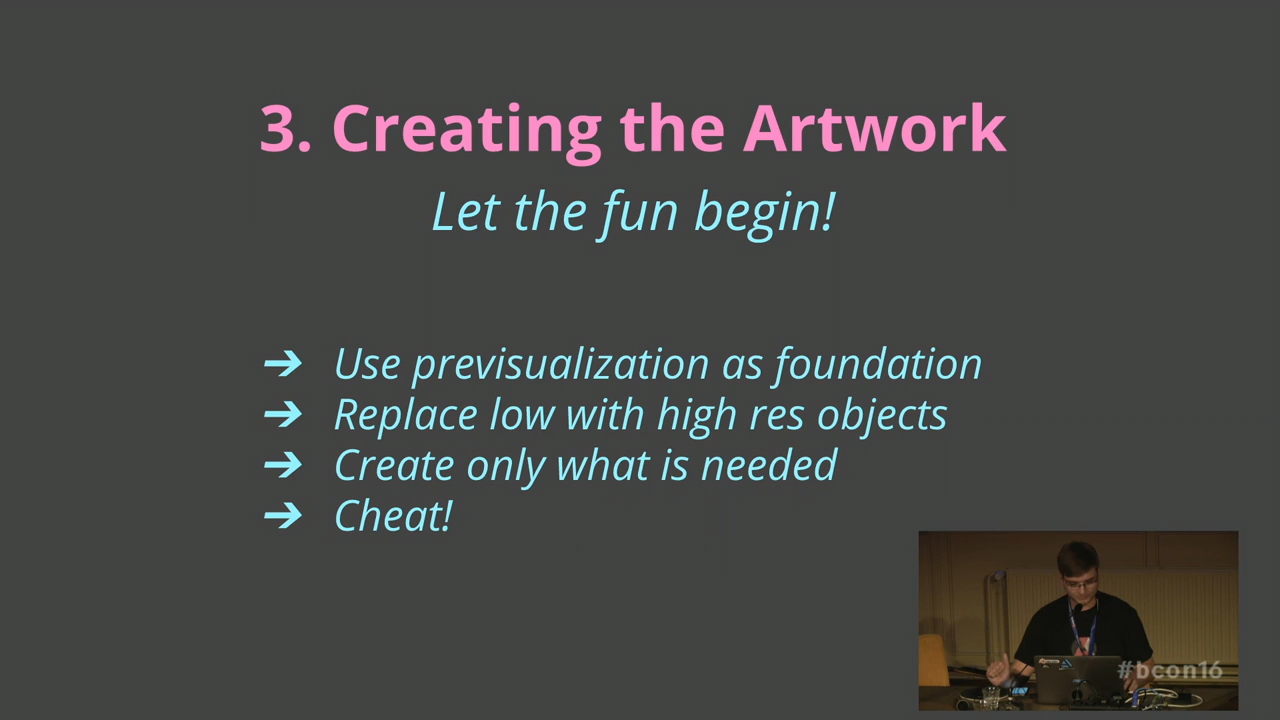 3. Creating the Artwork
Let the fun begin!
➔ Use previsualization as foundation
➔ Replace low with high res objects
➔ Create only what is needed
➔ Cheat!
#bcon16